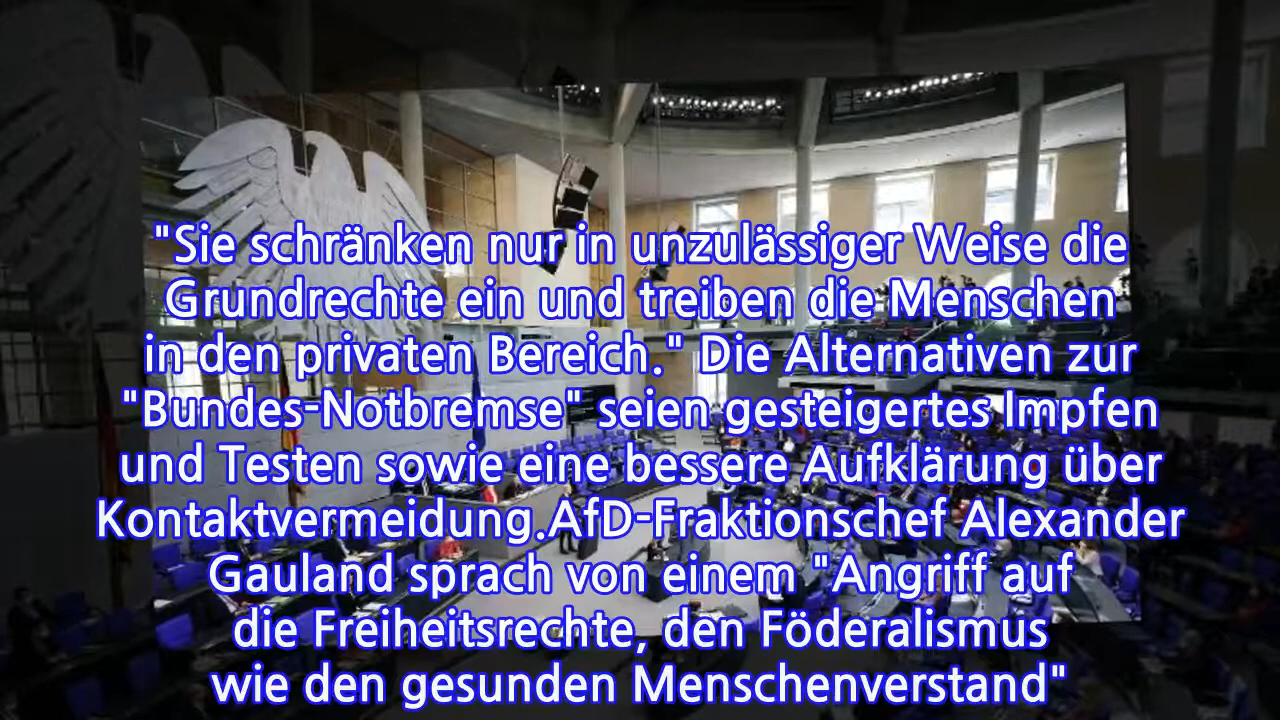 "Sie schränken nur in unzulässiger Weise die
Grundrechte ein und treiben die Menschen
in den privaten Bereich." Die Alternativen zur
"Bundes-Notbremse" seien gesteigertes Impfen
und Testen sowie eine bessere Aufklärung über
Kontaktvermeidung.AfD-Fraktionschef Alexander
Gauland sprach von einem "Angriff auf
die Freiheitsrechte, den Föderalismus
wie den gesunden Menschenverstand"